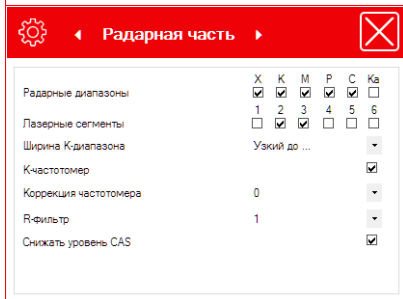 Радарная часть
X K M P C Ka
Радарные диапазоны
1 2 3 4 5 6
Лазерные сегменты
Ширина К-диапазона Узкий до ...
К-частотомер
Коррекция частотомера 0
R-фильтр 1
Снижать уровень CAS